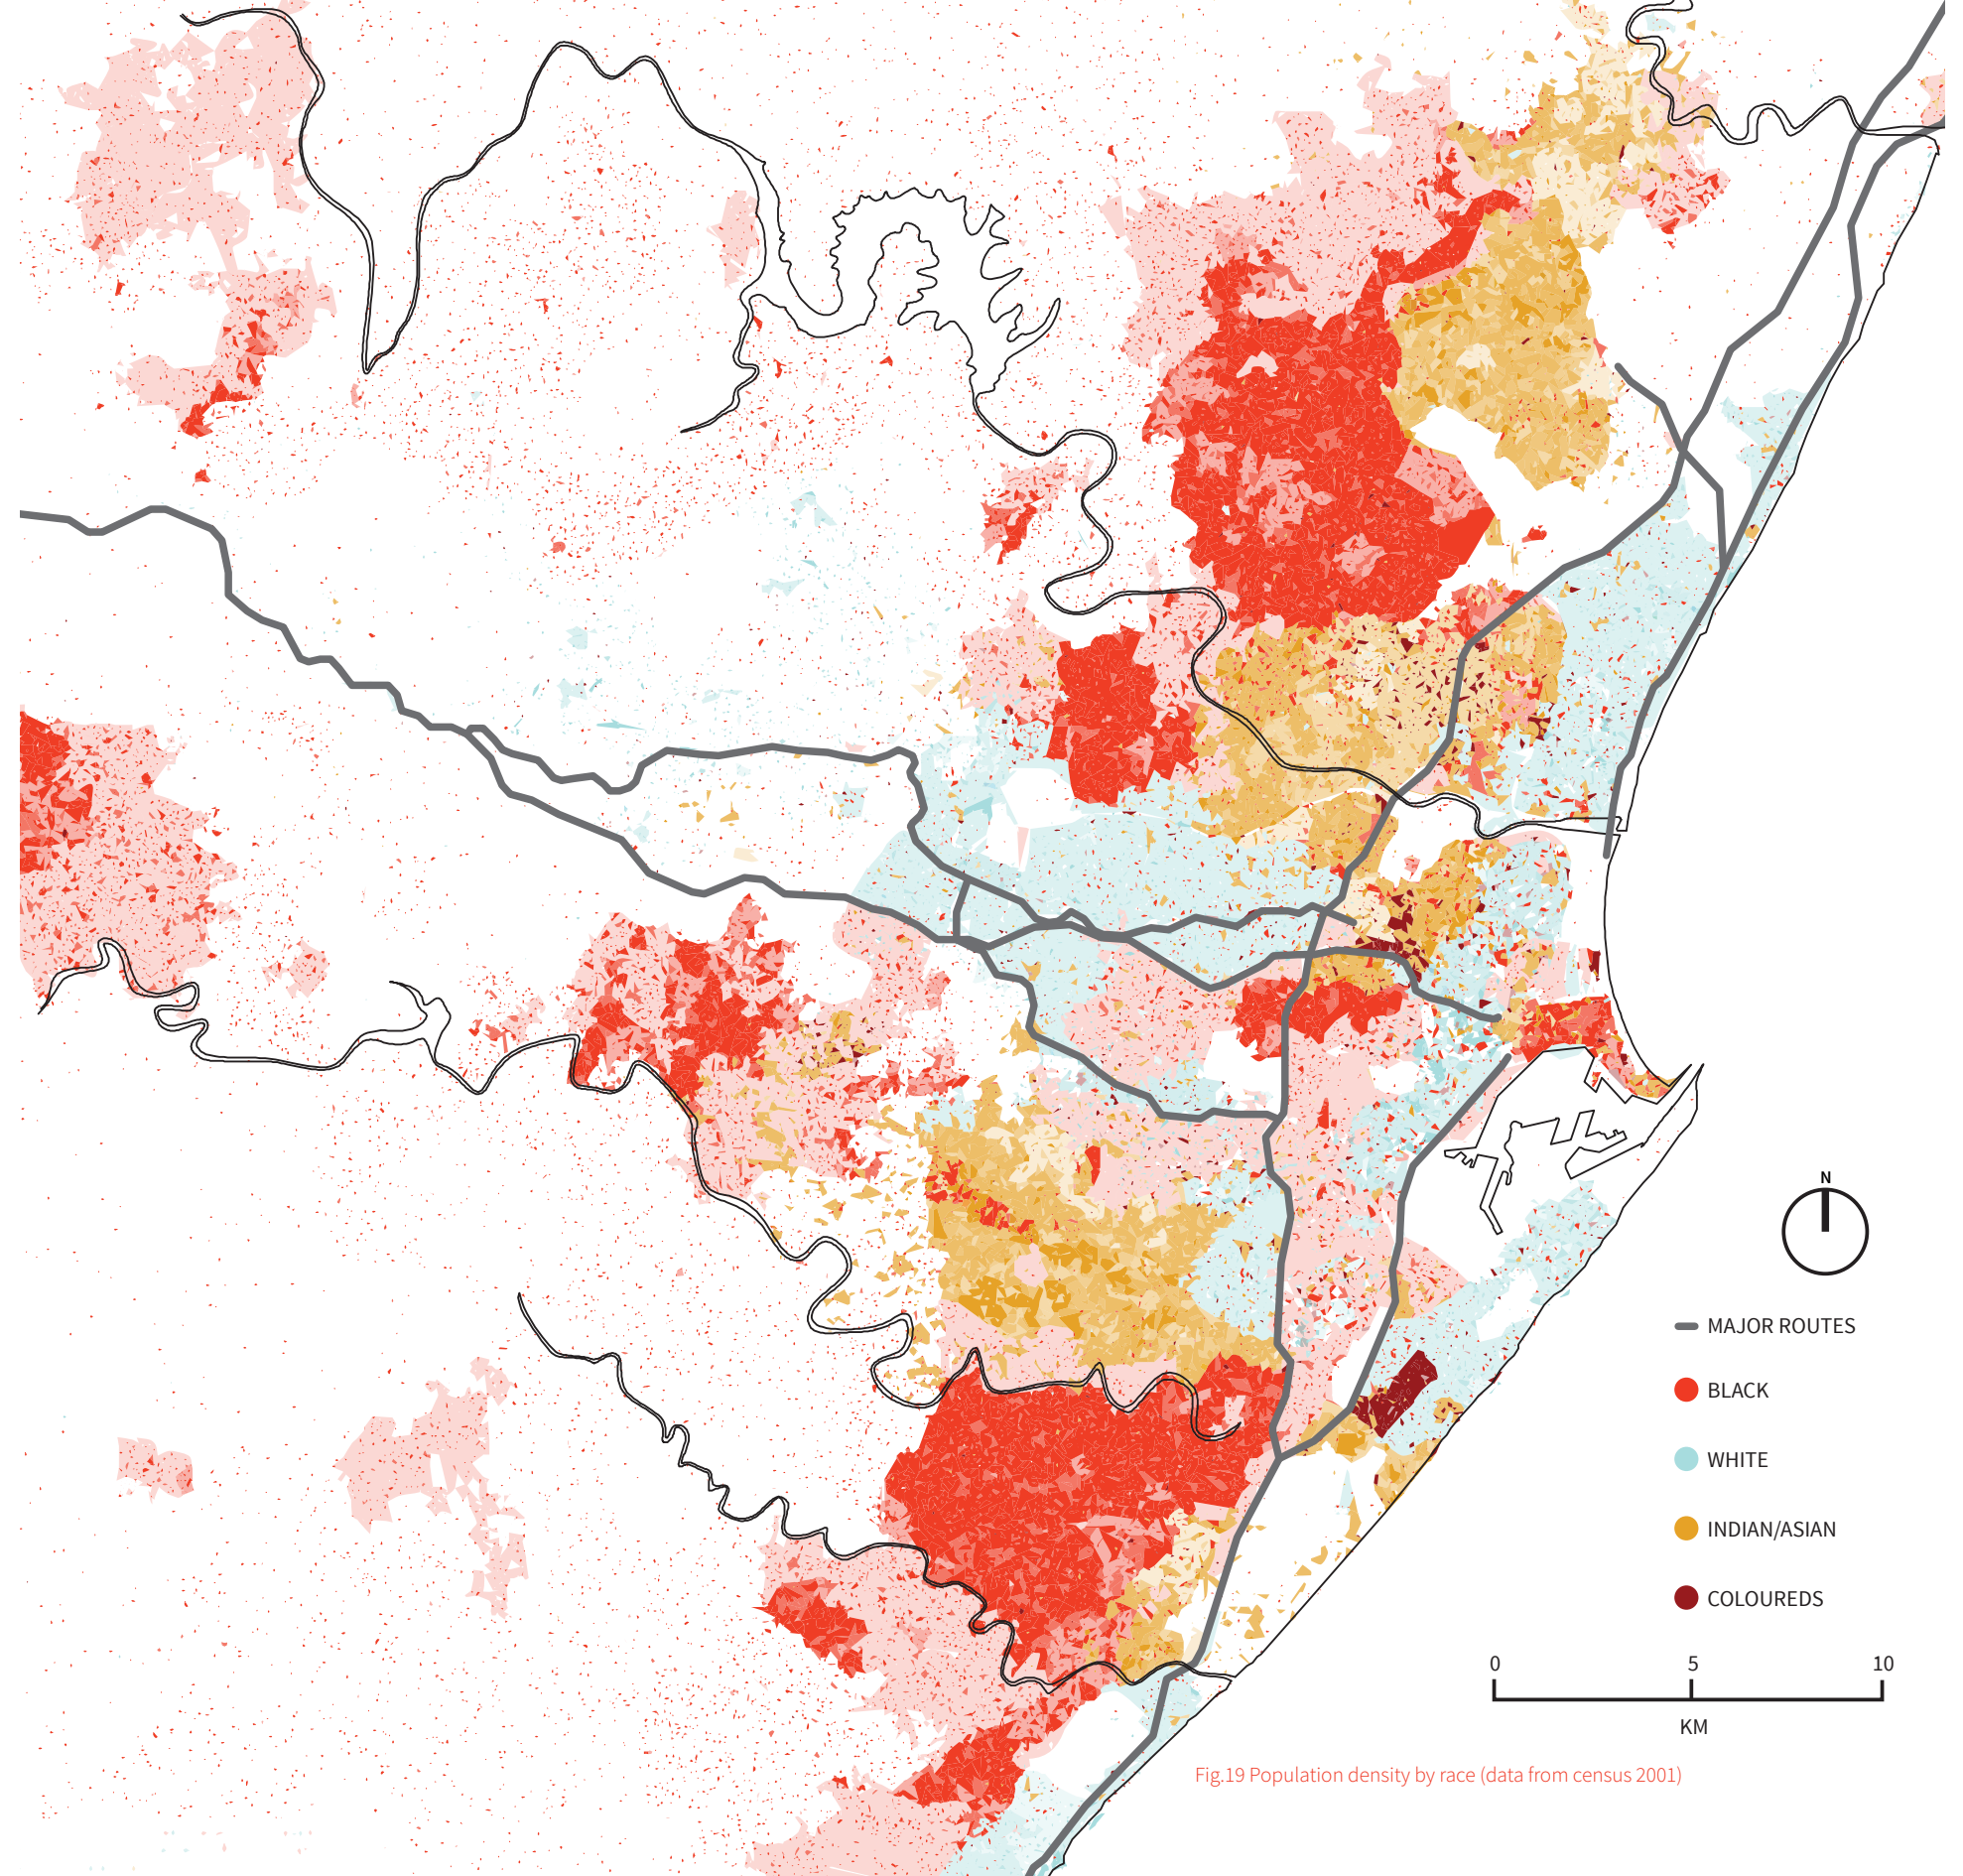 N
MAJOR ROUTES
BLACK
WHITE
INDIAN/ASIAN
COLOUREDS
0 5 10
KM
Fig.19 Population density by race (data from census 2001)